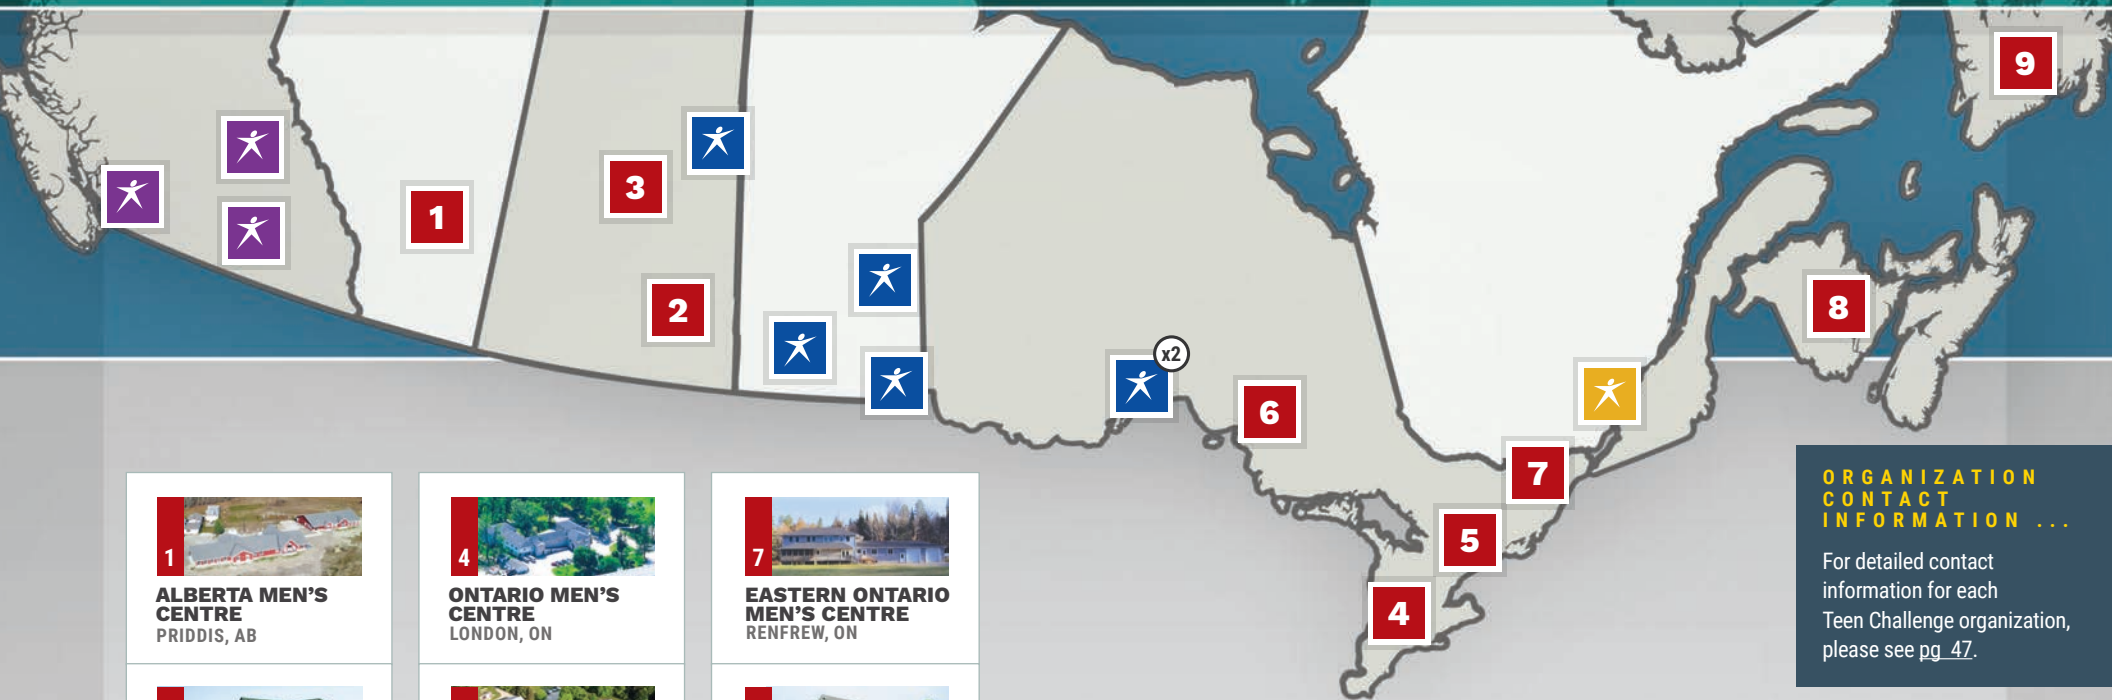 9
3
1
2
8
x2
6
7
5
4
1
ALBERTA MEN'S
CENTRE
PRIDDIS, AB
4
ONTARIO MEN'S
CENTRE
LONDON, ON
7
EASTERN ONTARIO
MEN'S CENTRE
RENFREW, ON
ORGANIZATION
CONTACT
INFORMATION ...
For detailed contact
information for each
Teen Challenge organization,
please see pg 47.